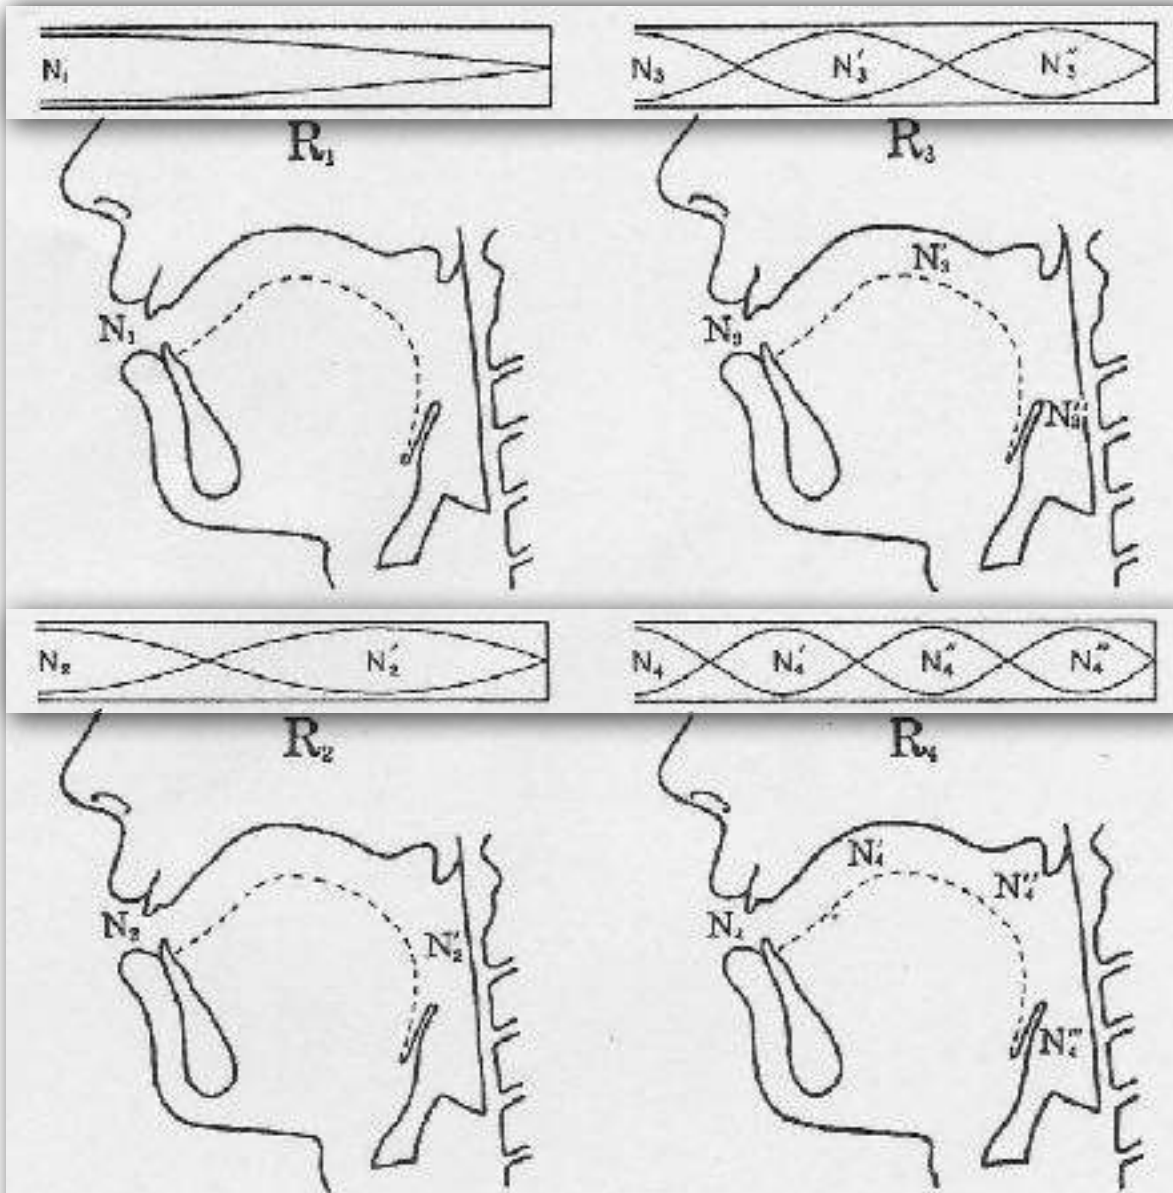 N₁
N₃ N₃′ N₃″
R₁
R₃
N₁
N₃ N₃′ N₃″
N₂ N₂′
N₄ N₄′ N₄″ N₄‴
R₂
R₄
N₂ N₂′
N₄ N₄′ N₄″ N₄‴